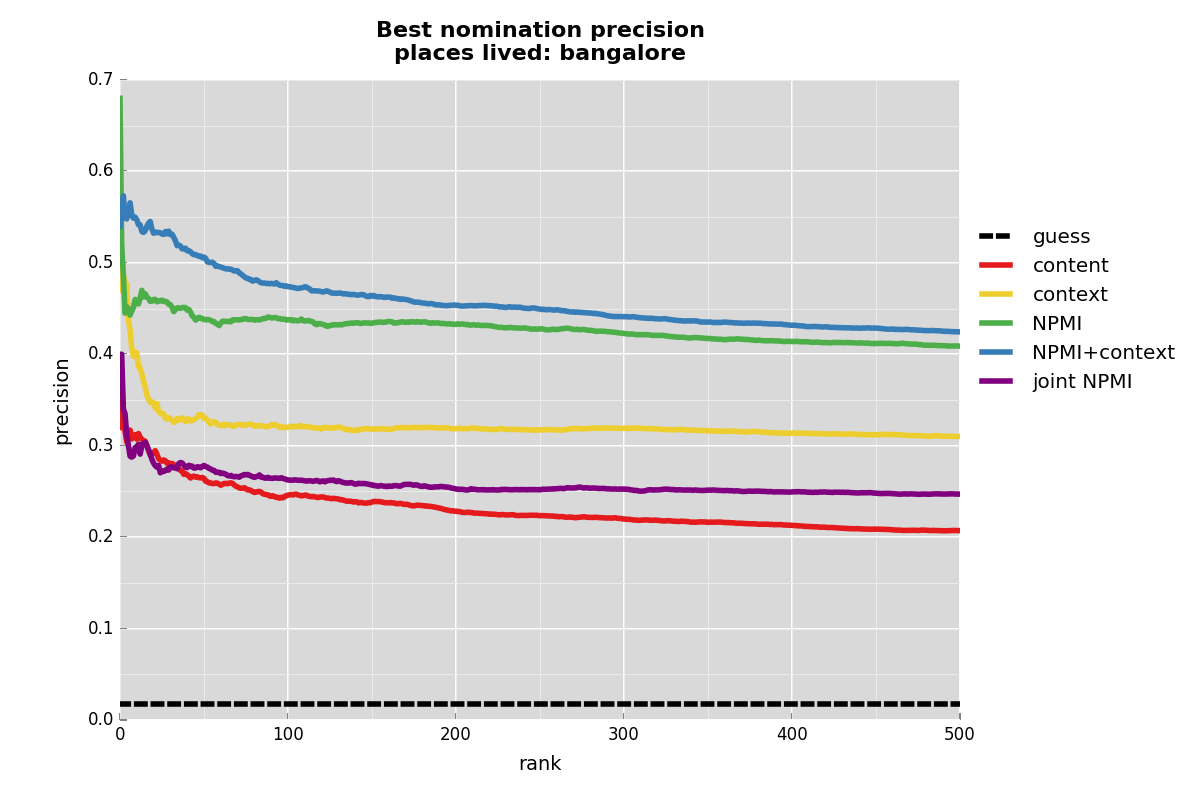 Best nomination precision
places lived: bangalore
precision
0.7
0.6
0.5
0.4
0.3
0.2
0.1
0.0
0
100
200
300
400
500
rank
guess
content
context
NPMI
NPMI+context
joint NPMI